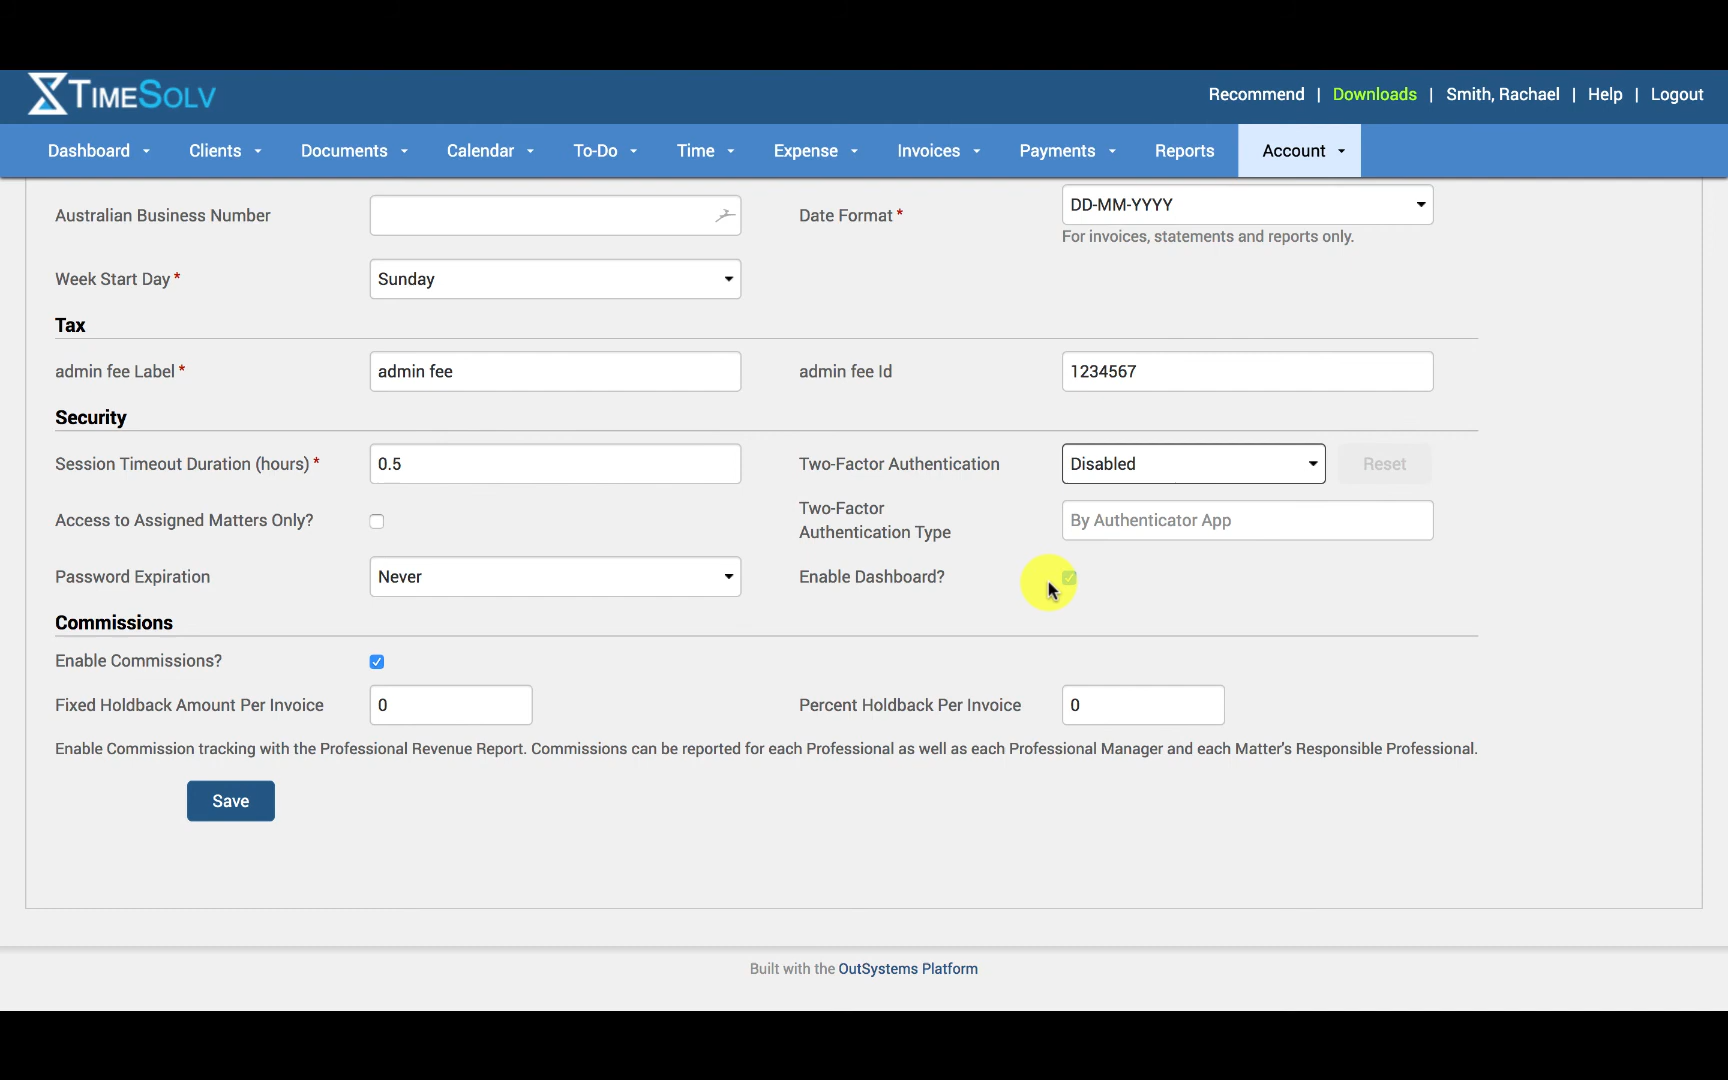 TIMESOLV
Recommend | Downloads | Smith, Rachael | Help | Logout
Dashboard Clients Documents Calendar To-Do Time Expense Invoices Payments Reports Account
Australian Business Number
Date Format * DD-MM-YYYY
For invoices, statements and reports only.
Week Start Day * Sunday
Tax
admin fee Label * admin fee admin fee Id 1234567
Security
Session Timeout Duration (hours) * 0.5 Two-Factor Authentication Disabled Reset
Access to Assigned Matters Only? Two-Factor
Authentication Type By Authenticator App
Password Expiration Never Enable Dashboard?
Commissions
Enable Commissions?
Fixed Holdback Amount Per Invoice 0 Percent Holdback Per Invoice 0
Enable Commission tracking with the Professional Revenue Report. Commissions can be reported for each Professional as well as each Professional Manager and each Matter's Responsible Professional.
Save
Built with the OutSystems Platform